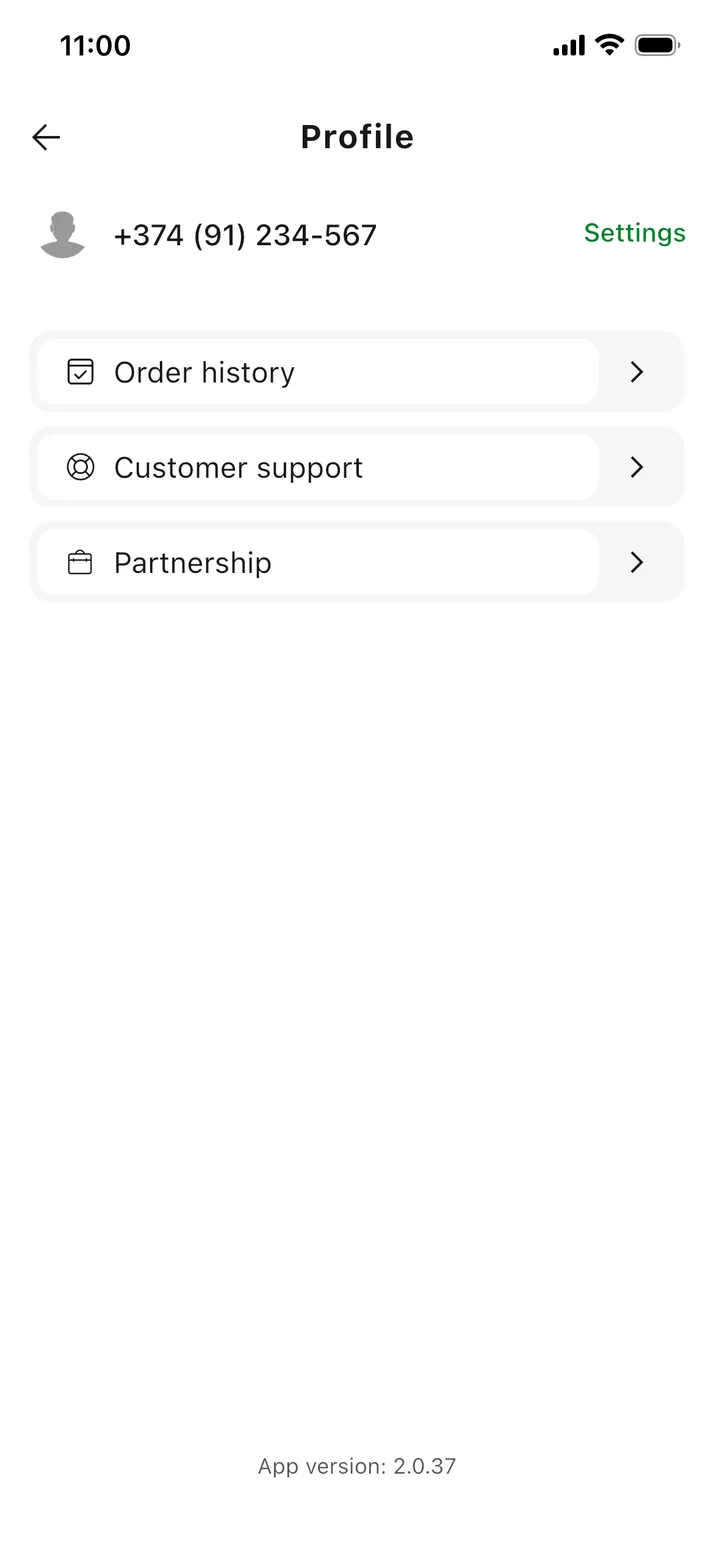 11:00
Profile
+374 (91) 234-567
Settings
Order history
Customer support
Partnership
App version: 2.0.37